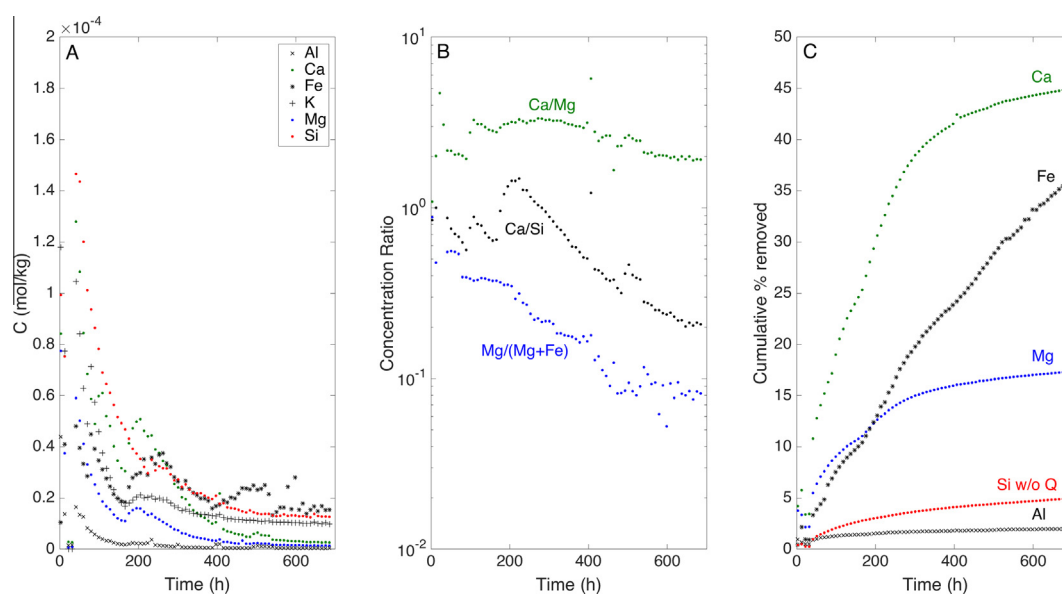 ×10⁻⁴
2
1.8
1.6
1.4
1.2
1
0.8
0.6
0.4
0.2
0
C (mol/kg)
A
Al
Ca
Fe
K
Mg
Si
0 200 400 600
Time (h)
10¹
10⁰
10⁻¹
10⁻²
Concentration Ratio
B
Ca/Mg
Ca/Si
Mg/(Mg+Fe)
0 200 400 600
Time (h)
50
45
40
35
30
25
20
15
10
5
0
Cumulative % removed
C
Ca
Fe
Mg
Si w/o Q
Al
0 200 400 600
Time (h)